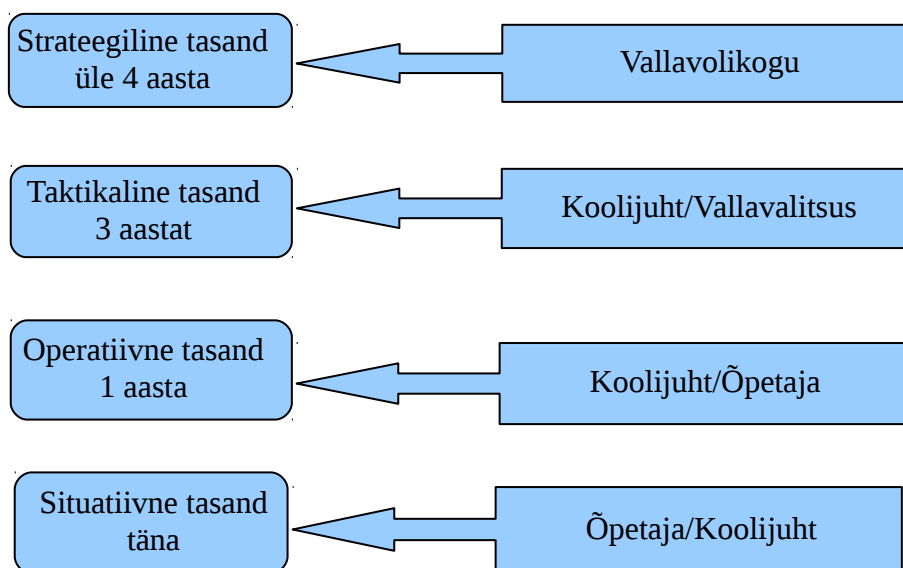 Strateegiline tasand
üle 4 aasta
Vallavolikogu
Taktikaline tasand
3 aastat
Koolijuht/Vallavalitsus
Operatiivne tasand
1 aasta
Koolijuht/Õpetaja
Situatiivne tasand
täna
Õpetaja/Koolijuht